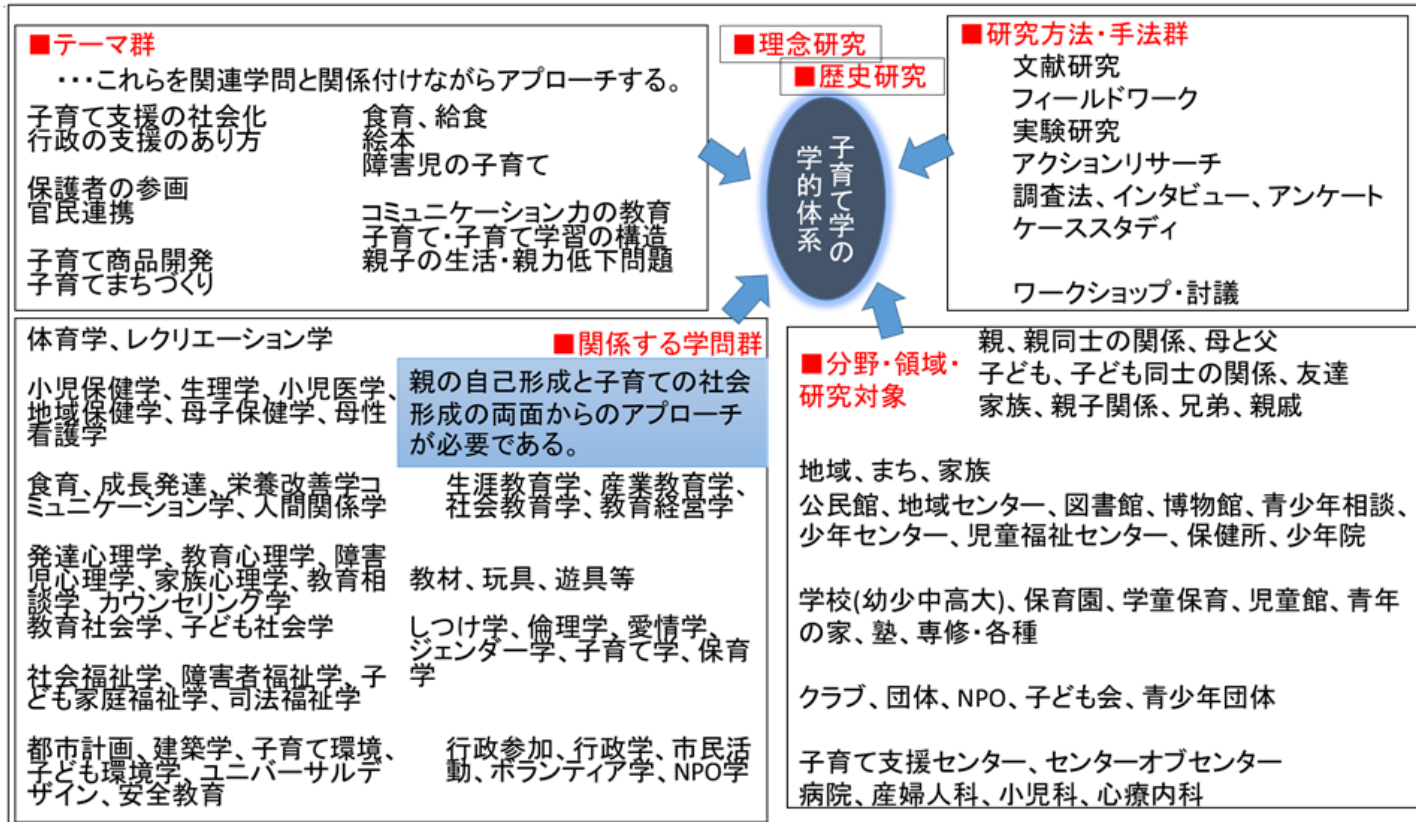 ■テーマ群
・・・これらを関連学問と関係付けながらアプローチする。
子育て支援の社会化
行政の支援のあり方
保護者の参画
官民連携
子育て商品開発
子育てまちづくり
食育、給食
絵本
障害児の子育て
コミュニケーション力の教育
子育て・子育て学習の構造
親子の生活・親力低下問題
■理念研究
■歴史研究
子育て学の
学的体系
■研究方法・手法群
文献研究
フィールドワーク
実験研究
アクションリサーチ
調査法、インタビュー、アンケート
ケーススタディ
ワークショップ・討議
■関係する学問群
親の自己形成と子育ての社会
形成の両面からのアプローチ
が必要である。
体育学、レクリエーション学
小児保健学、生理学、小児医学、
地域保健学、母子保健学、母性
看護学
食育、成長発達、栄養改善学コ
ミュニケーション学、人間関係学
発達心理学、教育心理学、障害
児心理学、家族心理学、教育相
談学、カウンセリング学
教育社会学、子ども社会学
社会福祉学、障害者福祉学、子
ども家庭福祉学、司法福祉学
都市計画、建築学、子育て環境、
子ども環境学、ユニバーサルデ
ザイン、安全教育
生涯教育学、産業教育学、
社会教育学、教育経営学
教材、玩具、遊具等
しつけ学、倫理学、愛情学、
ジェンダー学、子育て学、保育
学
行政参加、行政学、市民活
動、ボランティア学、NPO学
■分野・領域・
研究対象
親、親同士の関係、母と父
子ども、子ども同士の関係、友達
家族、親子関係、兄弟、親戚
地域、まち、家族
公民館、地域センター、図書館、博物館、青少年相談、
少年センター、児童福祉センター、保健所、少年院
学校(幼少中高大)、保育園、学童保育、児童館、青年
の家、塾、専修・各種
クラブ、団体、NPO、子ども会、青少年団体
子育て支援センター、センターオブセンター
病院、産婦人科、小児科、心療内科